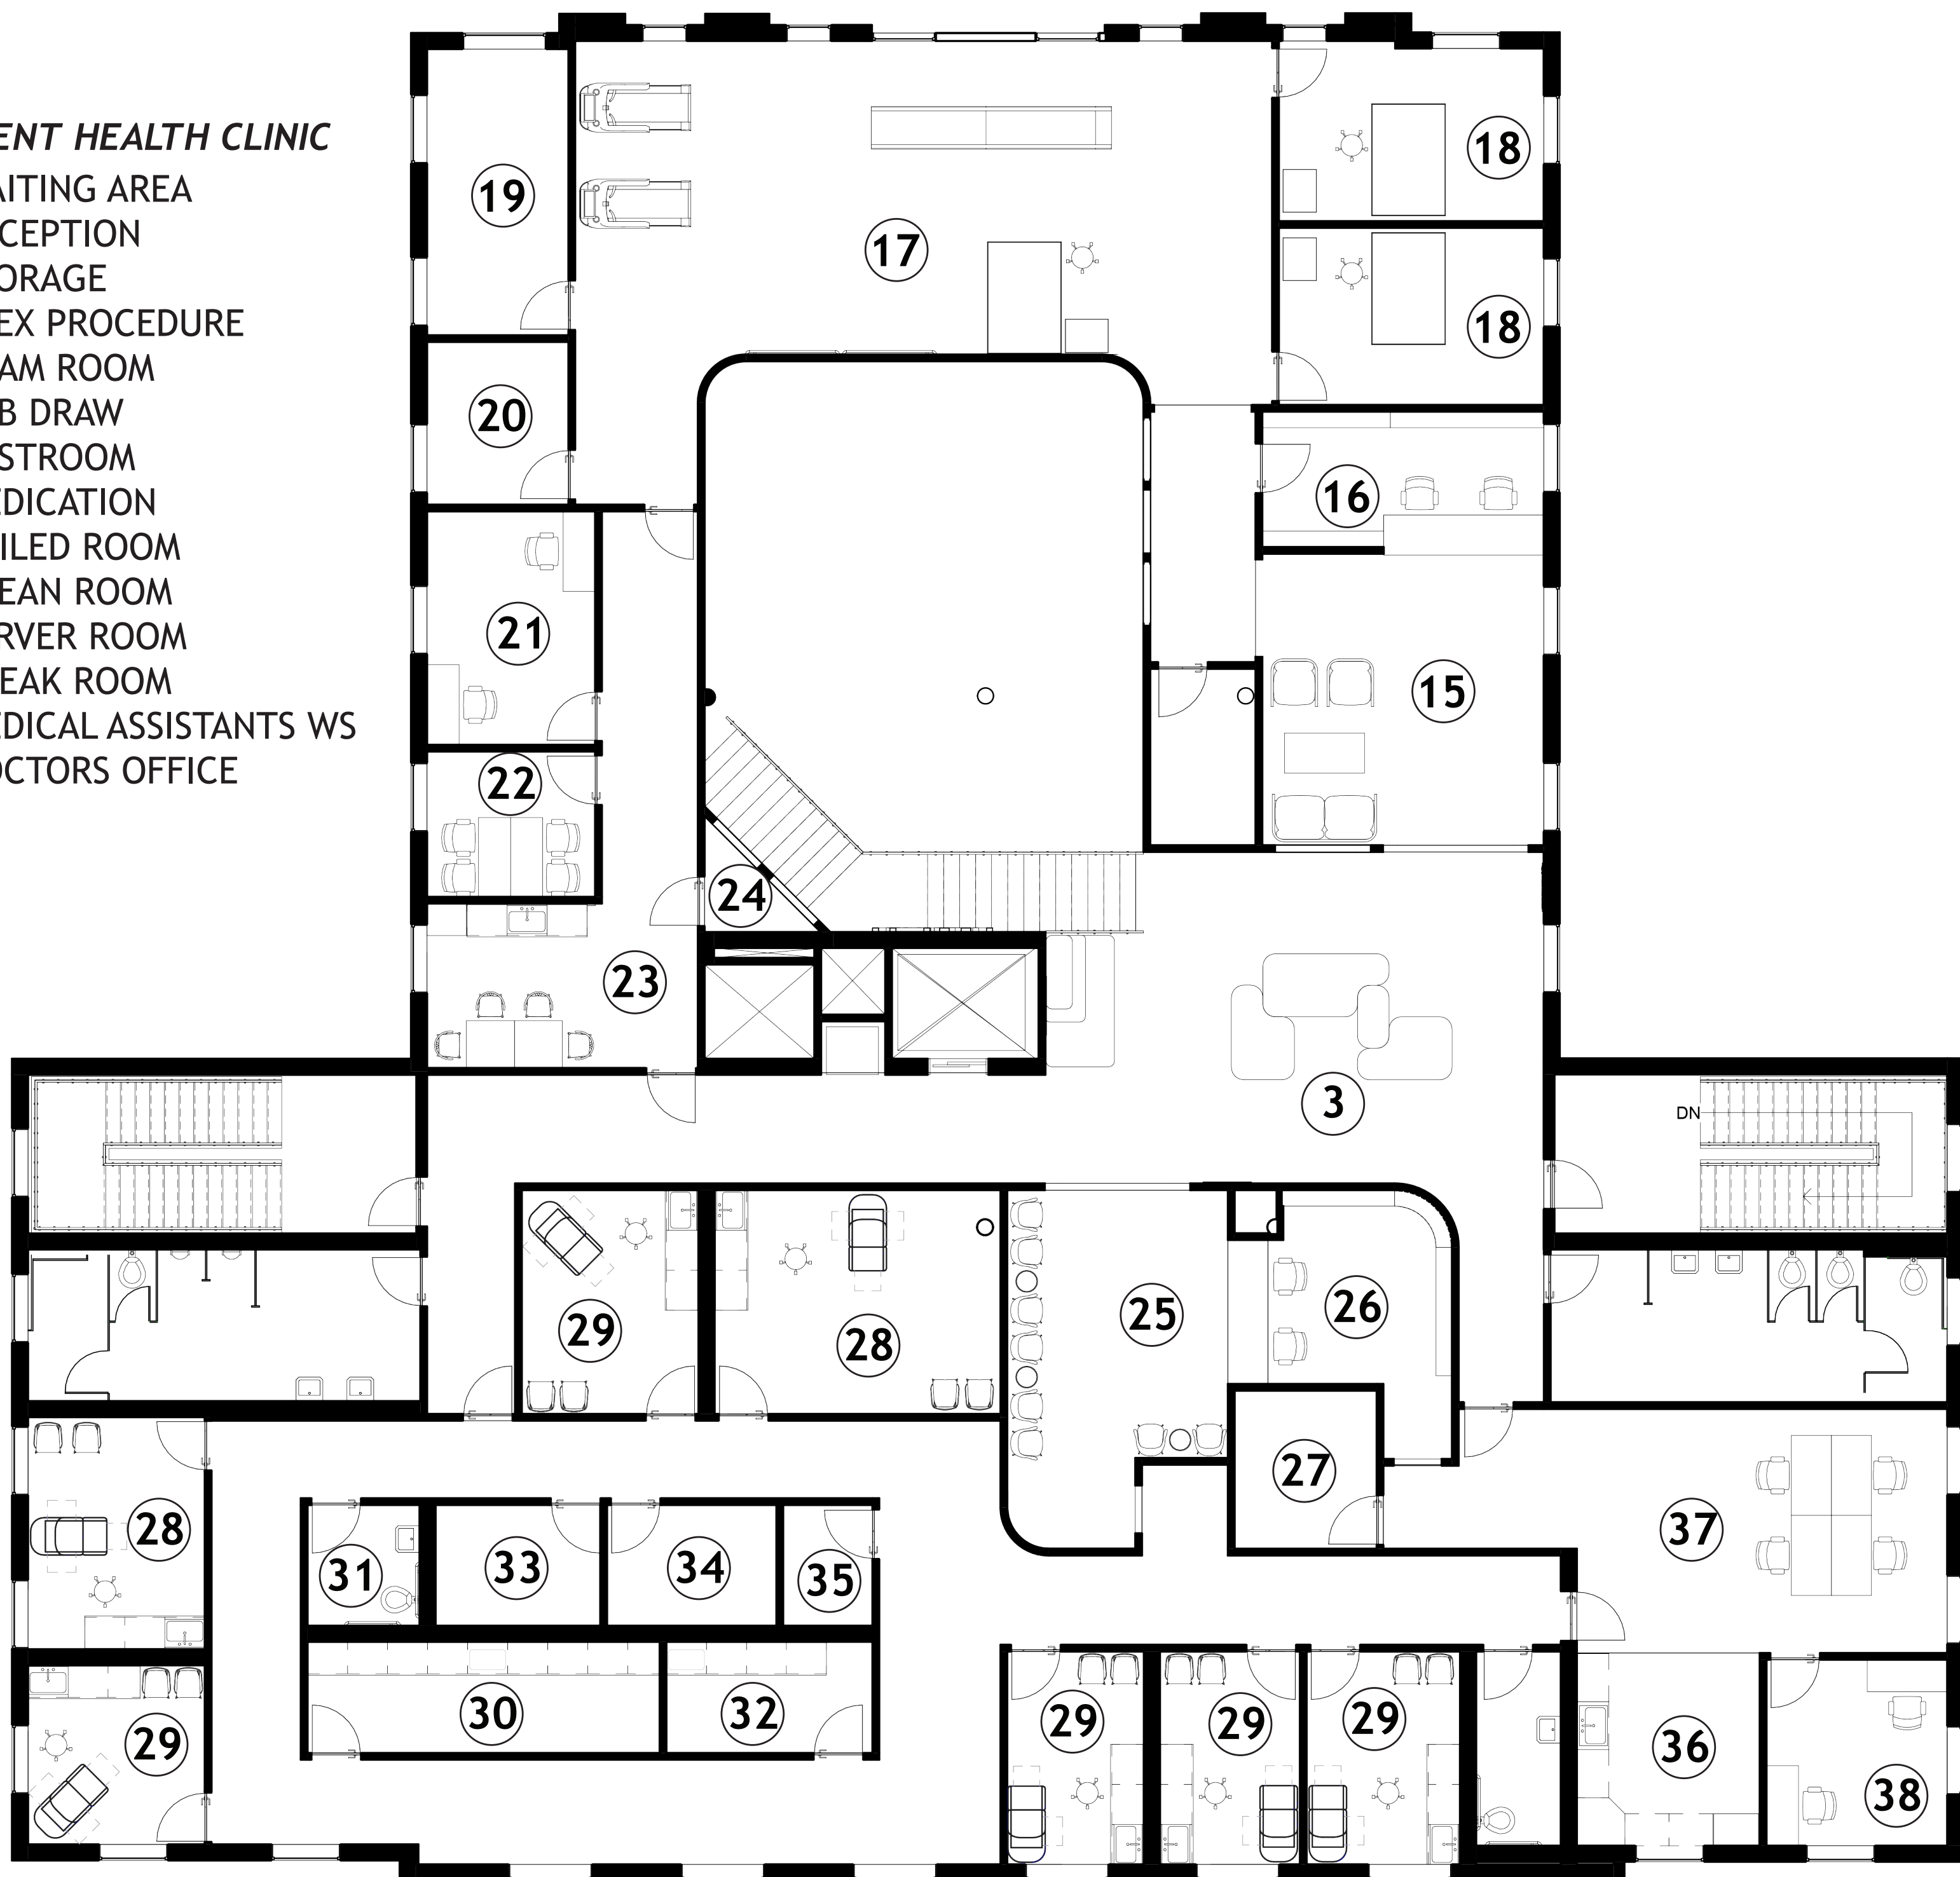 ENT HEALTH CLINIC
AITING AREA
CEPTION
ORAGE
EX PROCEDURE
AM ROOM
B DRAW
STROOM
EDICATION
ILED ROOM
EAN ROOM
RVER ROOM
EAK ROOM
EDICAL ASSISTANTS WS
OCTORS OFFICE
18
19
17
18
20
16
21
15
22
24
23
3
DN
25
26
29
28
27
28
37
33
34
31
35
30
32
29
29
29
29
36
38